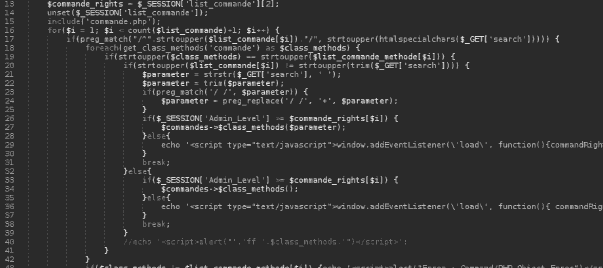 13 $commande_rights = $_SESSION['list_commande'][2];
14 unset($_SESSION['list_commande']);
15 include('commande.php');
16 for($i = 1; $i < count($list_commande)-1; $i++) {
17 if(preg_match("/^".strtoupper($list_commande[$i])."/", strtoupper(htmlspecialchars($_GET['search'])))) {
18 foreach(get_class_methods('commande') as $class_methods) {
19 if(strtoupper($class_methods) == strtoupper($list_commande_methode[$i])) {
20 if(strtoupper($list_commande[$i]) != strtoupper(trim($_GET['search']))) {
21 $parameter = strstr($_GET['search'], ' ');
22 $parameter = trim($parameter);
23 if(preg_match('/ /', $parameter)) {
24 $parameter = preg_replace('/ /', '+', $parameter);
25 }
26 if($_SESSION['Admin_Level'] >= $commande_rights[$i]) {
27 $commandes->$class_methods($parameter);
28 }else{
29 echo '<script type="text/javascript">window.addEventListener(\'load\', function(){commandRigh
30 }
31 break;
32 }else{
33 if($_SESSION['Admin_Level'] >= $commande_rights[$i]) {
34 $commandes->$class_methods();
35 }else{
36 echo '<script type="text/javascript">window.addEventListener(\'load\', function(){ commandRig
37 }
38 break;
39 }
40 //echo '<script>alert("'.'ff '.$class_methods.'")</script>';
41 }
42 }